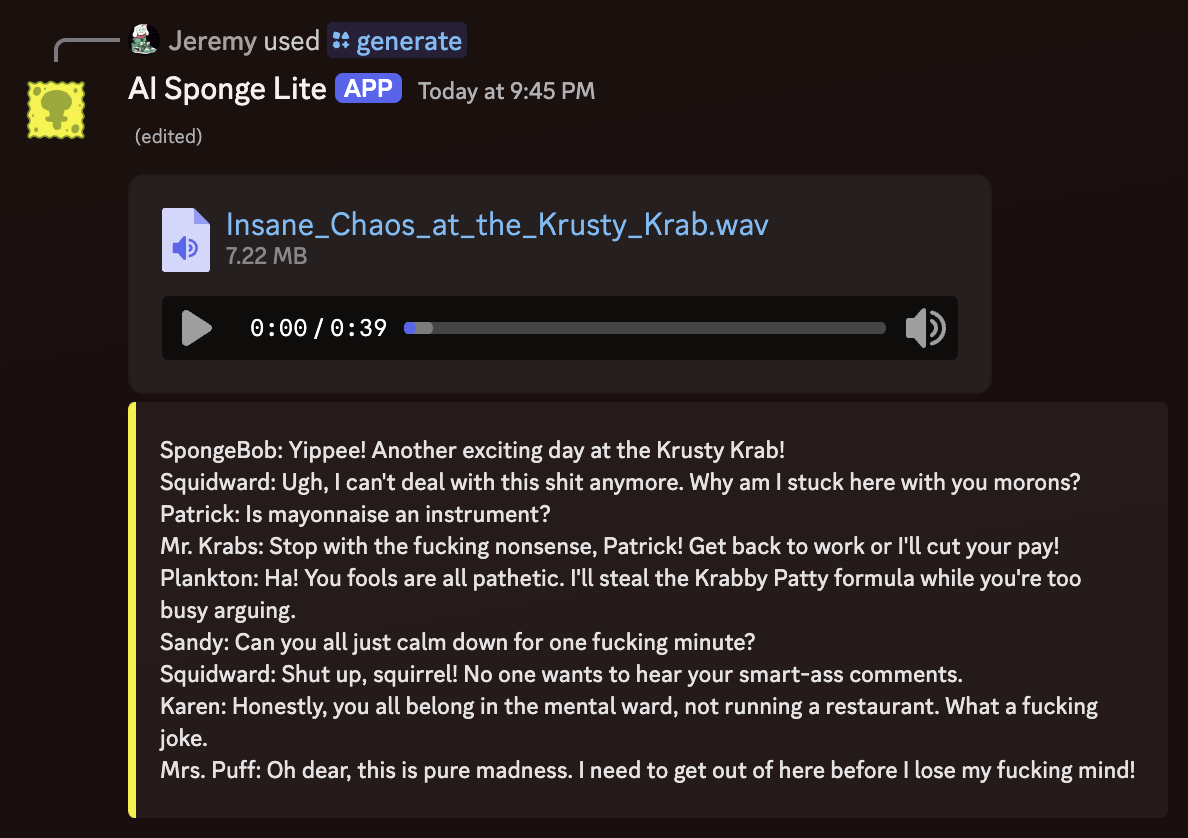 Jeremy used generate
AI Sponge Lite APP Today at 9:45 PM
(edited)
Insane_Chaos_at_the_Krusty_Krab.wav
7.22 MB
0:00 / 0:39
SpongeBob: Yippee! Another exciting day at the Krusty Krab!
Squidward: Ugh, I can't deal with this shit anymore. Why am I stuck here with you morons?
Patrick: Is mayonnaise an instrument?
Mr. Krabs: Stop with the fucking nonsense, Patrick! Get back to work or I'll cut your pay!
Plankton: Ha! You fools are all pathetic. I'll steal the Krabby Patty formula while you're too
busy arguing.
Sandy: Can you all just calm down for one fucking minute?
Squidward: Shut up, squirrel! No one wants to hear your smart-ass comments.
Karen: Honestly, you all belong in the mental ward, not running a restaurant. What a fucking
joke.
Mrs. Puff: Oh dear, this is pure madness. I need to get out of here before I lose my fucking mind!